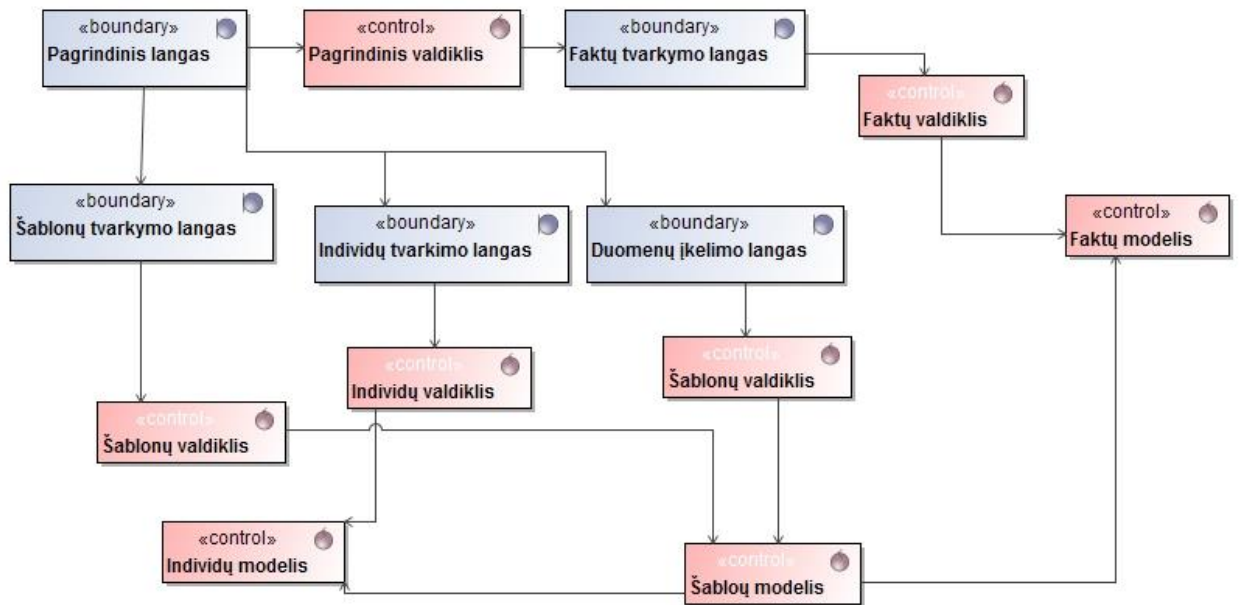 «boundary»
Pagrindinis langas
«control»
Pagrindinis valdiklis
«boundary»
Faktų tvarkymo langas
«control»
Faktų valdiklis
«boundary»
Šablonų tvarkymo langas
«boundary»
Individų tvarkimo langas
«boundary»
Duomenų įkelimo langas
«control»
Faktų modelis
«control»
Individų valdiklis
«control»
Šablonų valdiklis
«control»
Šablonų valdiklis
«control»
Individų modelis
«control»
Šabloų modelis